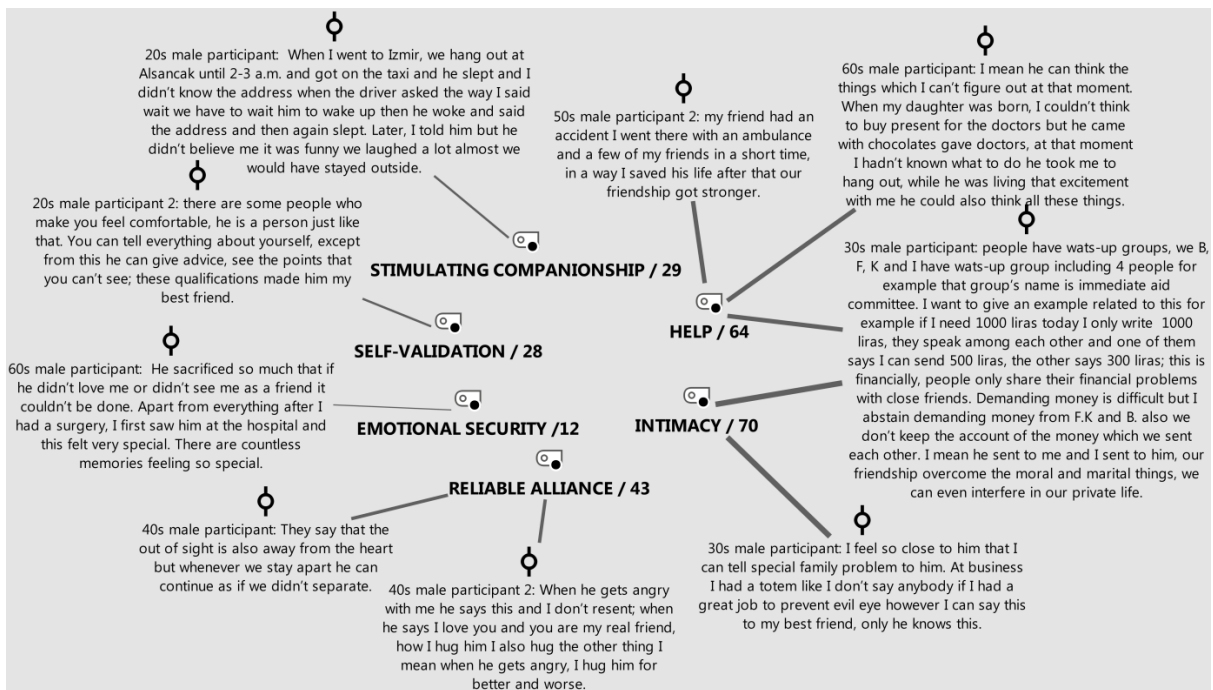 20s male participant:  When I went to Izmir, we hang out at
Alsancak until 2-3 a.m. and got on the taxi and he slept and I
didn't know the address when the driver asked the way I said
wait we have to wait him to wake up then he woke and said
the address and then again slept. Later, I told him but he
didn't believe me it was funny we laughed a lot almost we
would have stayed outside.
60s male participant: I mean he can think the
things which I can't figure out at that moment.
When my daughter was born, I couldn't think
to buy present for the doctors but he came
with chocolates gave doctors, at that moment
I hadn't known what to do he took me to
hang out, while he was living that excitement
with me he could also think all these things.
50s male participant 2: my friend had an
accident I went there with an ambulance
and a few of my friends in a short time,
in a way I saved his life after that our
friendship got stronger.
20s male participant 2: there are some people who
make you feel comfortable, he is a person just like
that. You can tell everything about yourself, except
from this he can give advice, see the points that
you can't see; these qualifications made him my
best friend.
STIMULATING COMPANIONSHIP / 29
HELP / 64
30s male participant: people have wats-up groups, we B,
F, K and I have wats-up group including 4 people for
example that group's name is immediate aid
committee. I want to give an example related to this for
example if I need 1000 liras today I only write  1000
liras, they speak among each other and one of them
says I can send 500 liras, the other says 300 liras; this is
financially, people only share their financial problems
with close friends. Demanding money is difficult but I
abstain demanding money from F.K and B. also we
don't keep the account of the money which we sent
each other. I mean he sent to me and I sent to him, our
friendship overcome the moral and marital things, we
can even interfere in our private life.
SELF-VALIDATION / 28
60s male participant:  He sacrificed so much that if
he didn't love me or didn't see me as a friend it
couldn't be done. Apart from everything after I
had a surgery, I first saw him at the hospital and
this felt very special. There are countless
memories feeling so special.
EMOTIONAL SECURITY /12
INTIMACY / 70
RELIABLE ALLIANCE / 43
40s male participant: They say that the
out of sight is also away from the heart
but whenever we stay apart he can
continue as if we didn't separate.
40s male participant 2: When he gets angry
with me he says this and I don't resent; when
he says I love you and you are my real friend,
how I hug him I also hug the other thing I
mean when he gets angry, I hug him for
better and worse.
30s male participant: I feel so close to him that I
can tell special family problem to him. At business
I had a totem like I don't say anybody if I had a
great job to prevent evil eye however I can say this
to my best friend, only he knows this.